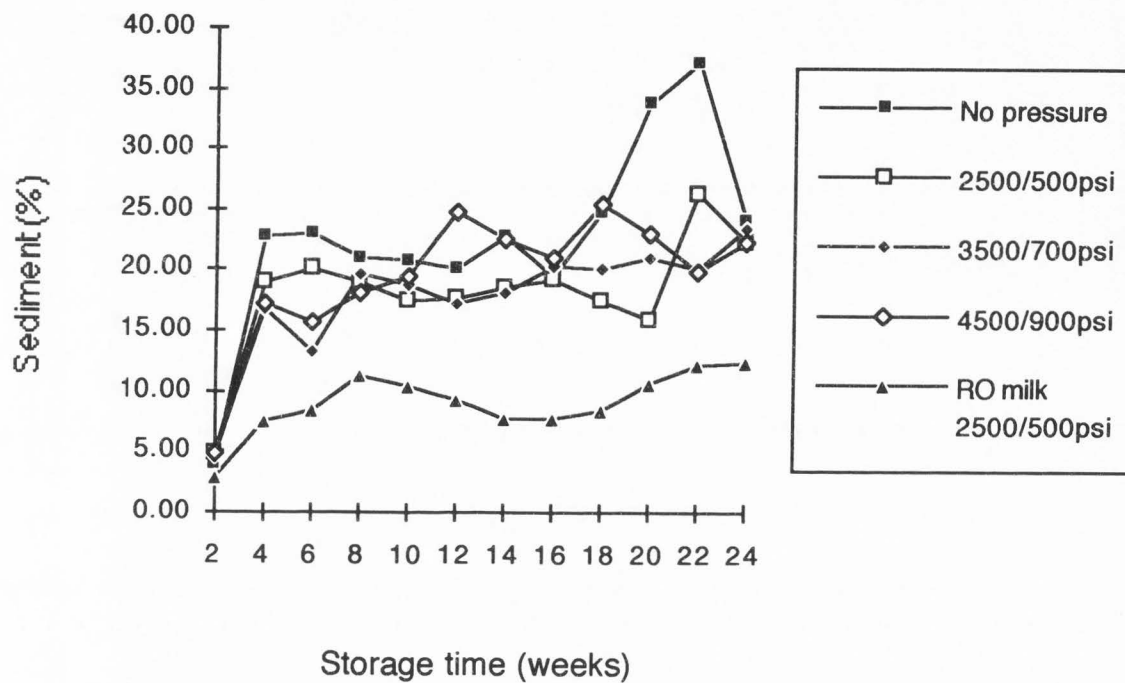 40.00
35.00
30.00
25.00
20.00
15.00
10.00
5.00
0.00
Sediment (%)
2 4 6 8 10 12 14 16 18 20 22 24
Storage time (weeks)
No pressure
2500/500psi
3500/700psi
4500/900psi
RO milk
2500/500psi